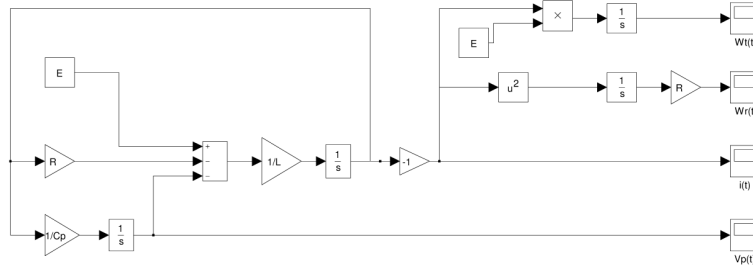 E
×
1
s
Wt(t
E
u²
1
s
R
Wr(t
E
+
−
−
R
1/L
1
s
-1
i(t)
1/Cp
1
s
Vp(t